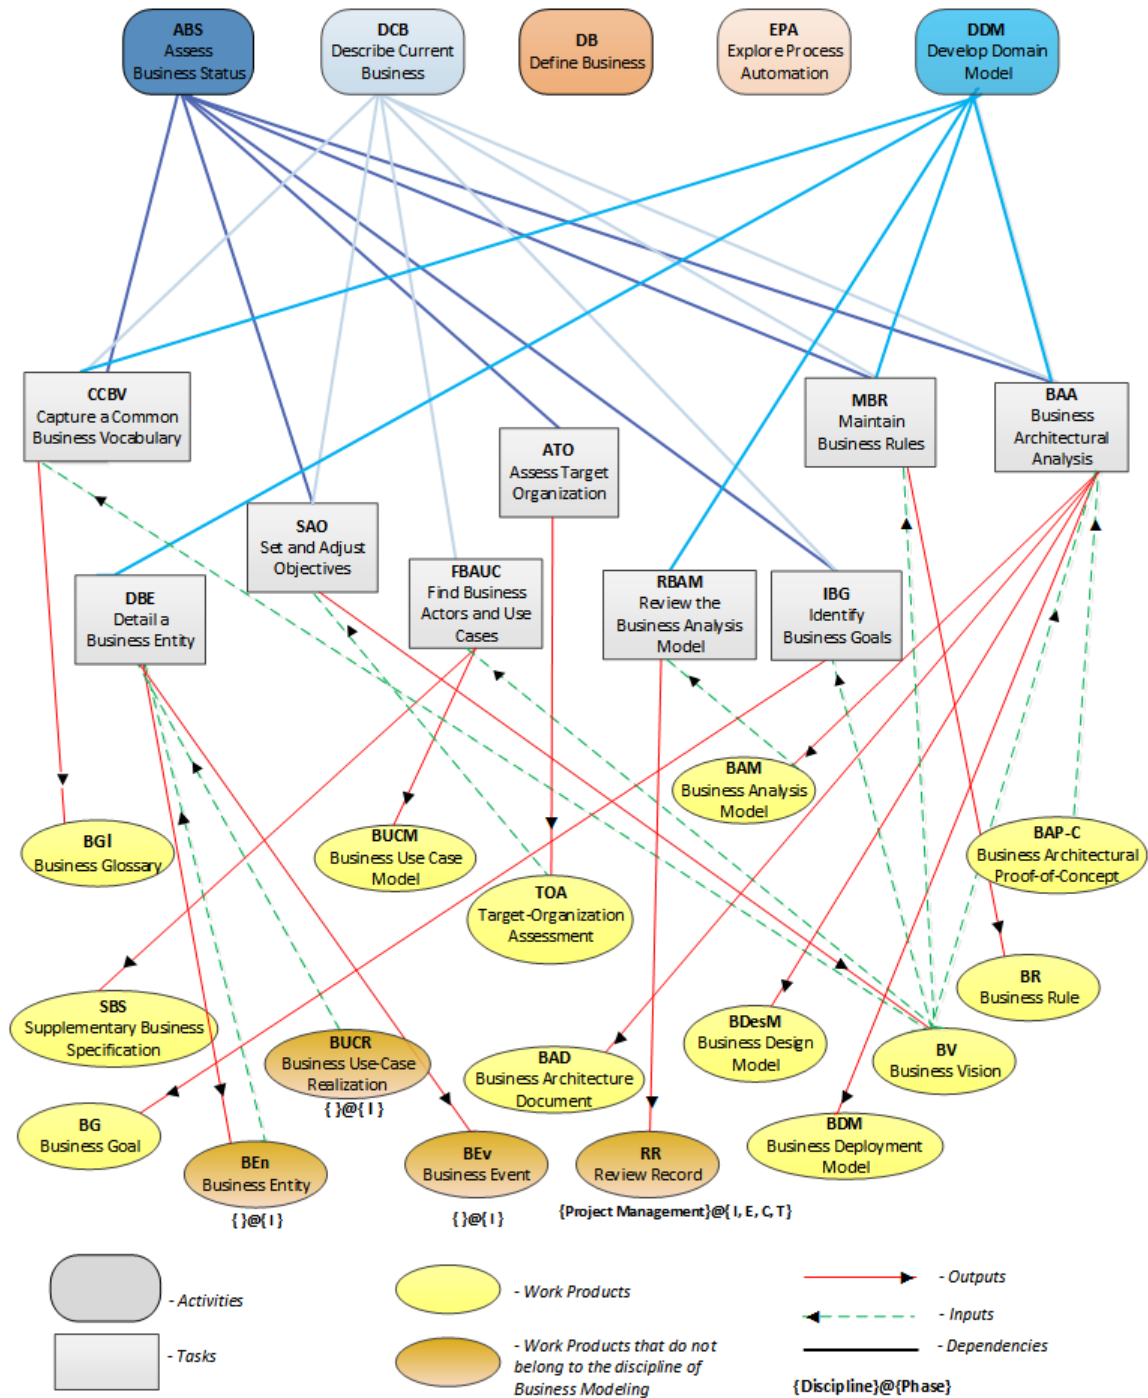 ABS
Assess
Business Status
DCB
Describe Current
Business
DB
Define Business
EPA
Explore Process
Automation
DDM
Develop Domain
Model
CCBV
Capture a Common
Business Vocabulary
MBR
Maintain
Business Rules
BAA
Business
Architectural
Analysis
ATO
Assess Target
Organization
SAO
Set and Adjust
Objectives
DBE
Detail a
Business Entity
FBAUC
Find Business
Actors and Use
Cases
RBAM
Review the
Business Analysis
Model
IBG
Identify
Business Goals
BAM
Business Analysis
Model
BGl
Business Glossary
BUCM
Business Use Case
Model
BAP-C
Business Architectural
Proof-of-Concept
TOA
Target-Organization
Assessment
BR
Business Rule
SBS
Supplementary Business
Specification
BUCR
Business Use-Case
Realization
{ }@{ I }
BAD
Business Architecture
Document
BDesM
Business Design
Model
BV
Business Vision
BG
Business Goal
BEn
Business Entity
{ }@{ I }
BEv
Business Event
{ }@{ I }
RR
Review Record
{Project Management}@{ I, E, C, T}
BDM
Business Deployment
Model
- Activities
- Tasks
- Work Products
- Work Products that do not
belong to the discipline of
Business Modeling
- Outputs
- Inputs
- Dependencies
{Discipline}@{Phase}